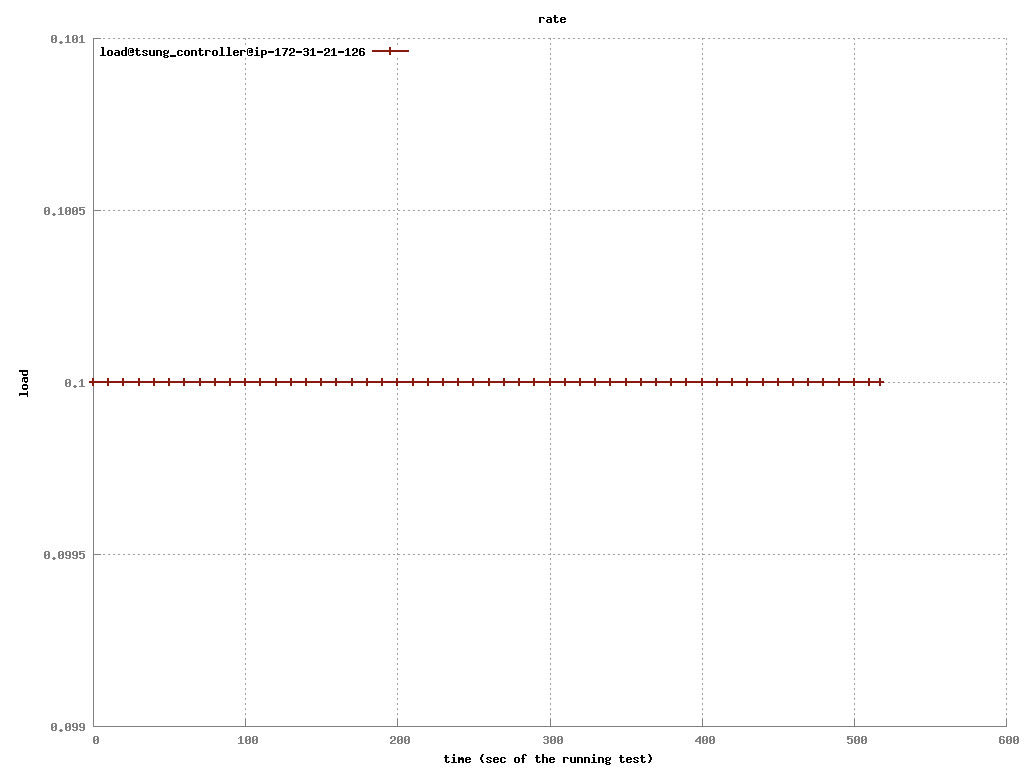 rate
0.101
load@tsung_controller@ip-172-31-21-126
0.1005
load
0.1
0.0995
0.099
0 100 200 300 400 500 600
time (sec of the running test)